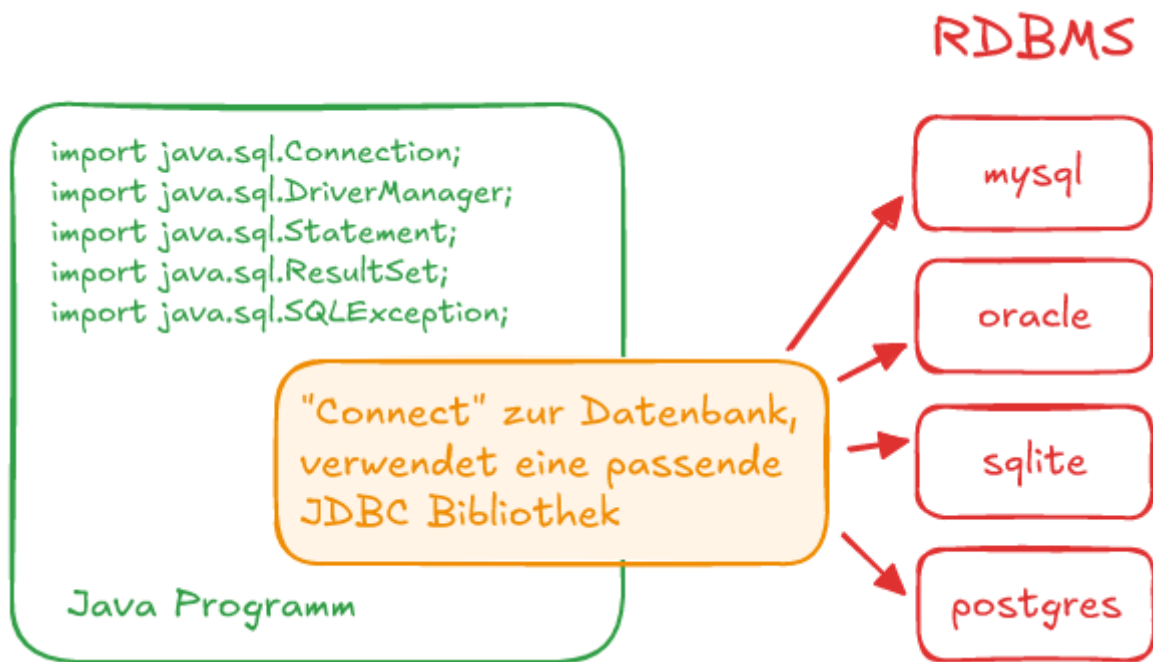 RDBMS
import java.sql.Connection;
import java.sql.DriverManager;
import java.sql.Statement;
import java.sql.ResultSet;
import java.sql.SQLException;
"Connect" zur Datenbank,
verwendet eine passende
JDBC Bibliothek
Java Programm
mysql
oracle
sqlite
postgres